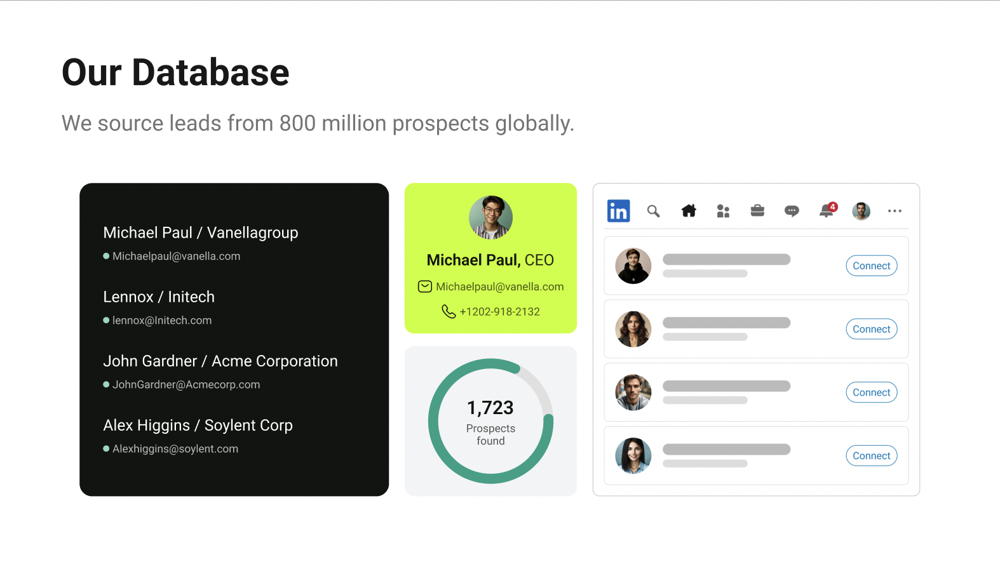 Our Database
We source leads from 800 million prospects globally.
Michael Paul / Vanellagroup
Michaelpaul@vanella.com
Lennox / Initech
lennox@Initech.com
John Gardner / Acme Corporation
JohnGardner@Acmecorp.com
Alex Higgins / Soylent Corp
Alexhiggins@soylent.com
Michael Paul, CEO
Michaelpaul@vanella.com
+1202-918-2132
1,723
Prospects
found
in
4
Connect
Connect
Connect
Connect